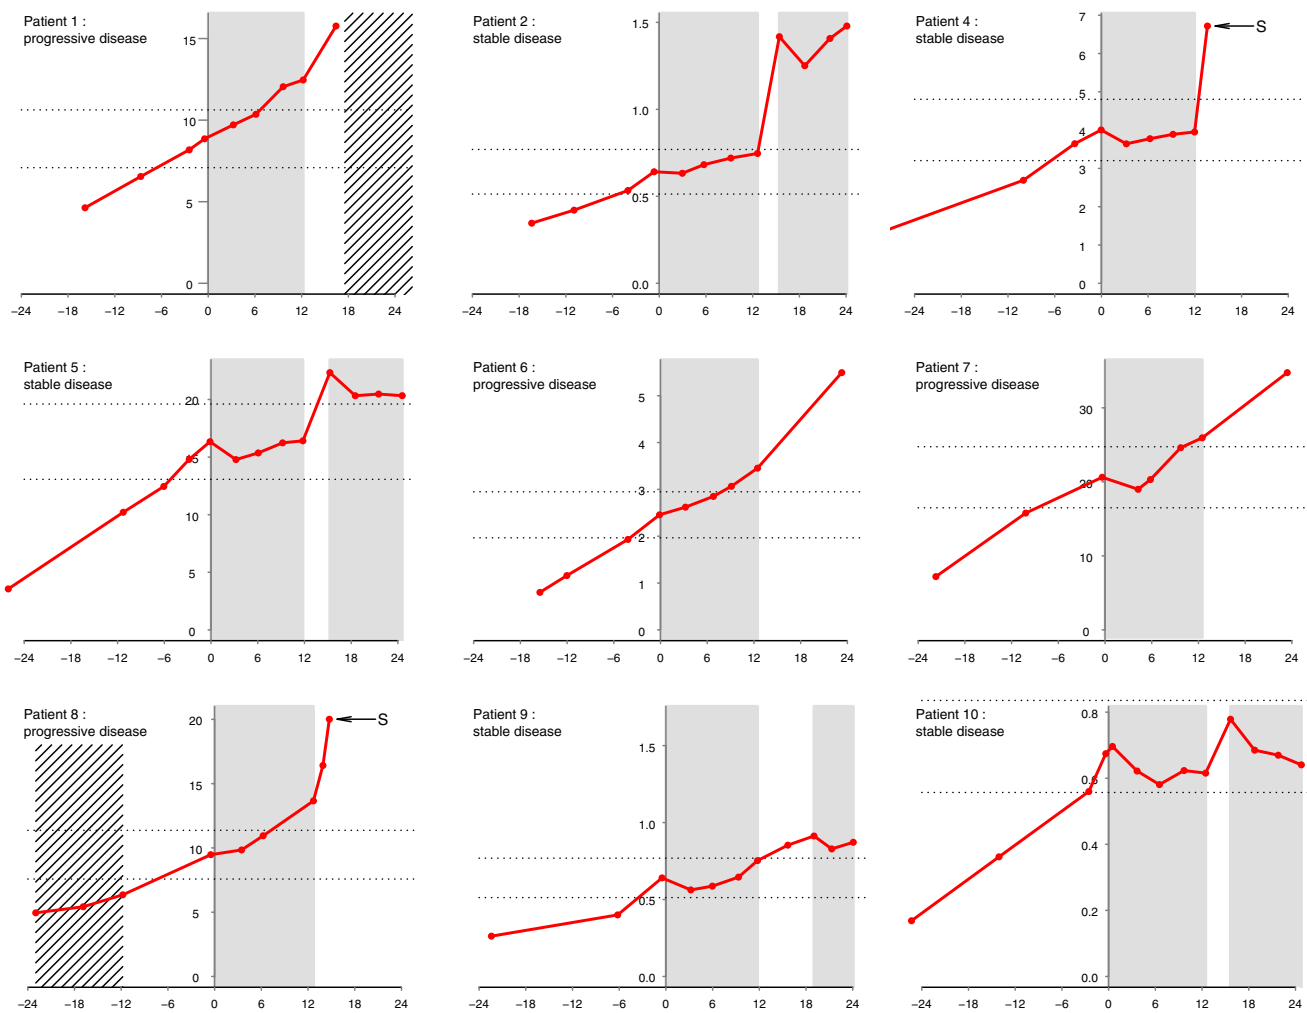 Patient 1 :
progressive disease
15
10
5
0
−24 −18 −12 −6 0 6 12 18 24
Patient 2 :
stable disease
1.5
1.0
0.5
0.0
−24 −18 −12 −6 0 6 12 18 24
Patient 4 :
stable disease
S
7
6
5
4
3
2
1
0
−24 −18 −12 −6 0 6 12 18 24
Patient 5 :
stable disease
20
15
10
5
0
−24 −18 −12 −6 0 6 12 18 24
Patient 6 :
progressive disease
5
4
3
2
1
0
−24 −18 −12 −6 0 6 12 18 24
Patient 7 :
progressive disease
30
20
10
0
−24 −18 −12 −6 0 6 12 18 24
Patient 8 :
progressive disease
S
20
15
10
5
0
−24 −18 −12 −6 0 6 12 18 24
Patient 9 :
stable disease
1.5
1.0
0.5
0.0
−24 −18 −12 −6 0 6 12 18 24
Patient 10 :
stable disease
0.8
0.6
0.4
0.2
0.0
−24 −18 −12 −6 0 6 12 18 24